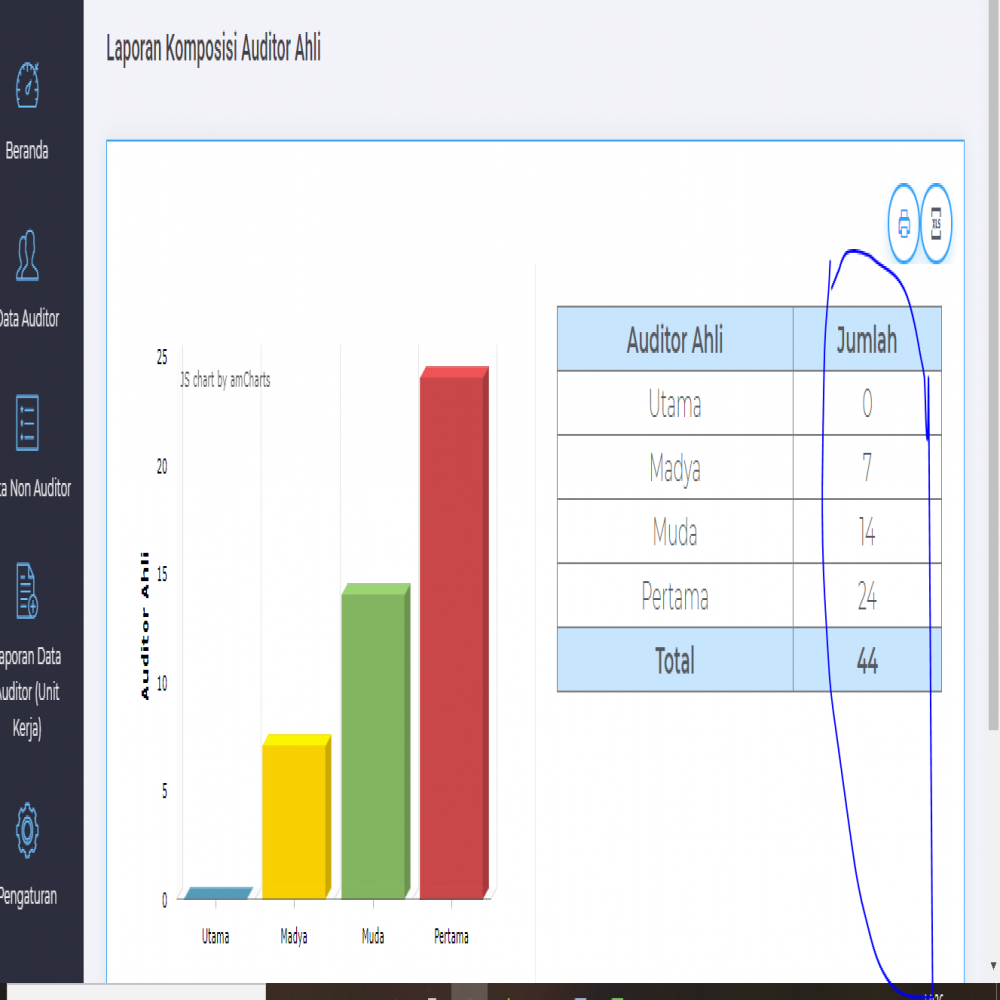 Laporan Komposisi Auditor Ahli
Beranda
Data Auditor
ta Non Auditor
aporan Data
Auditor (Unit
Kerja)
Pengaturan
XLS
JS chart by amCharts
Auditor Ahli
25
20
15
10
5
0
Utama Madya Muda Pertama
Auditor Ahli Jumlah
Utama 0
Madya 7
Muda 14
Pertama 24
Total 44